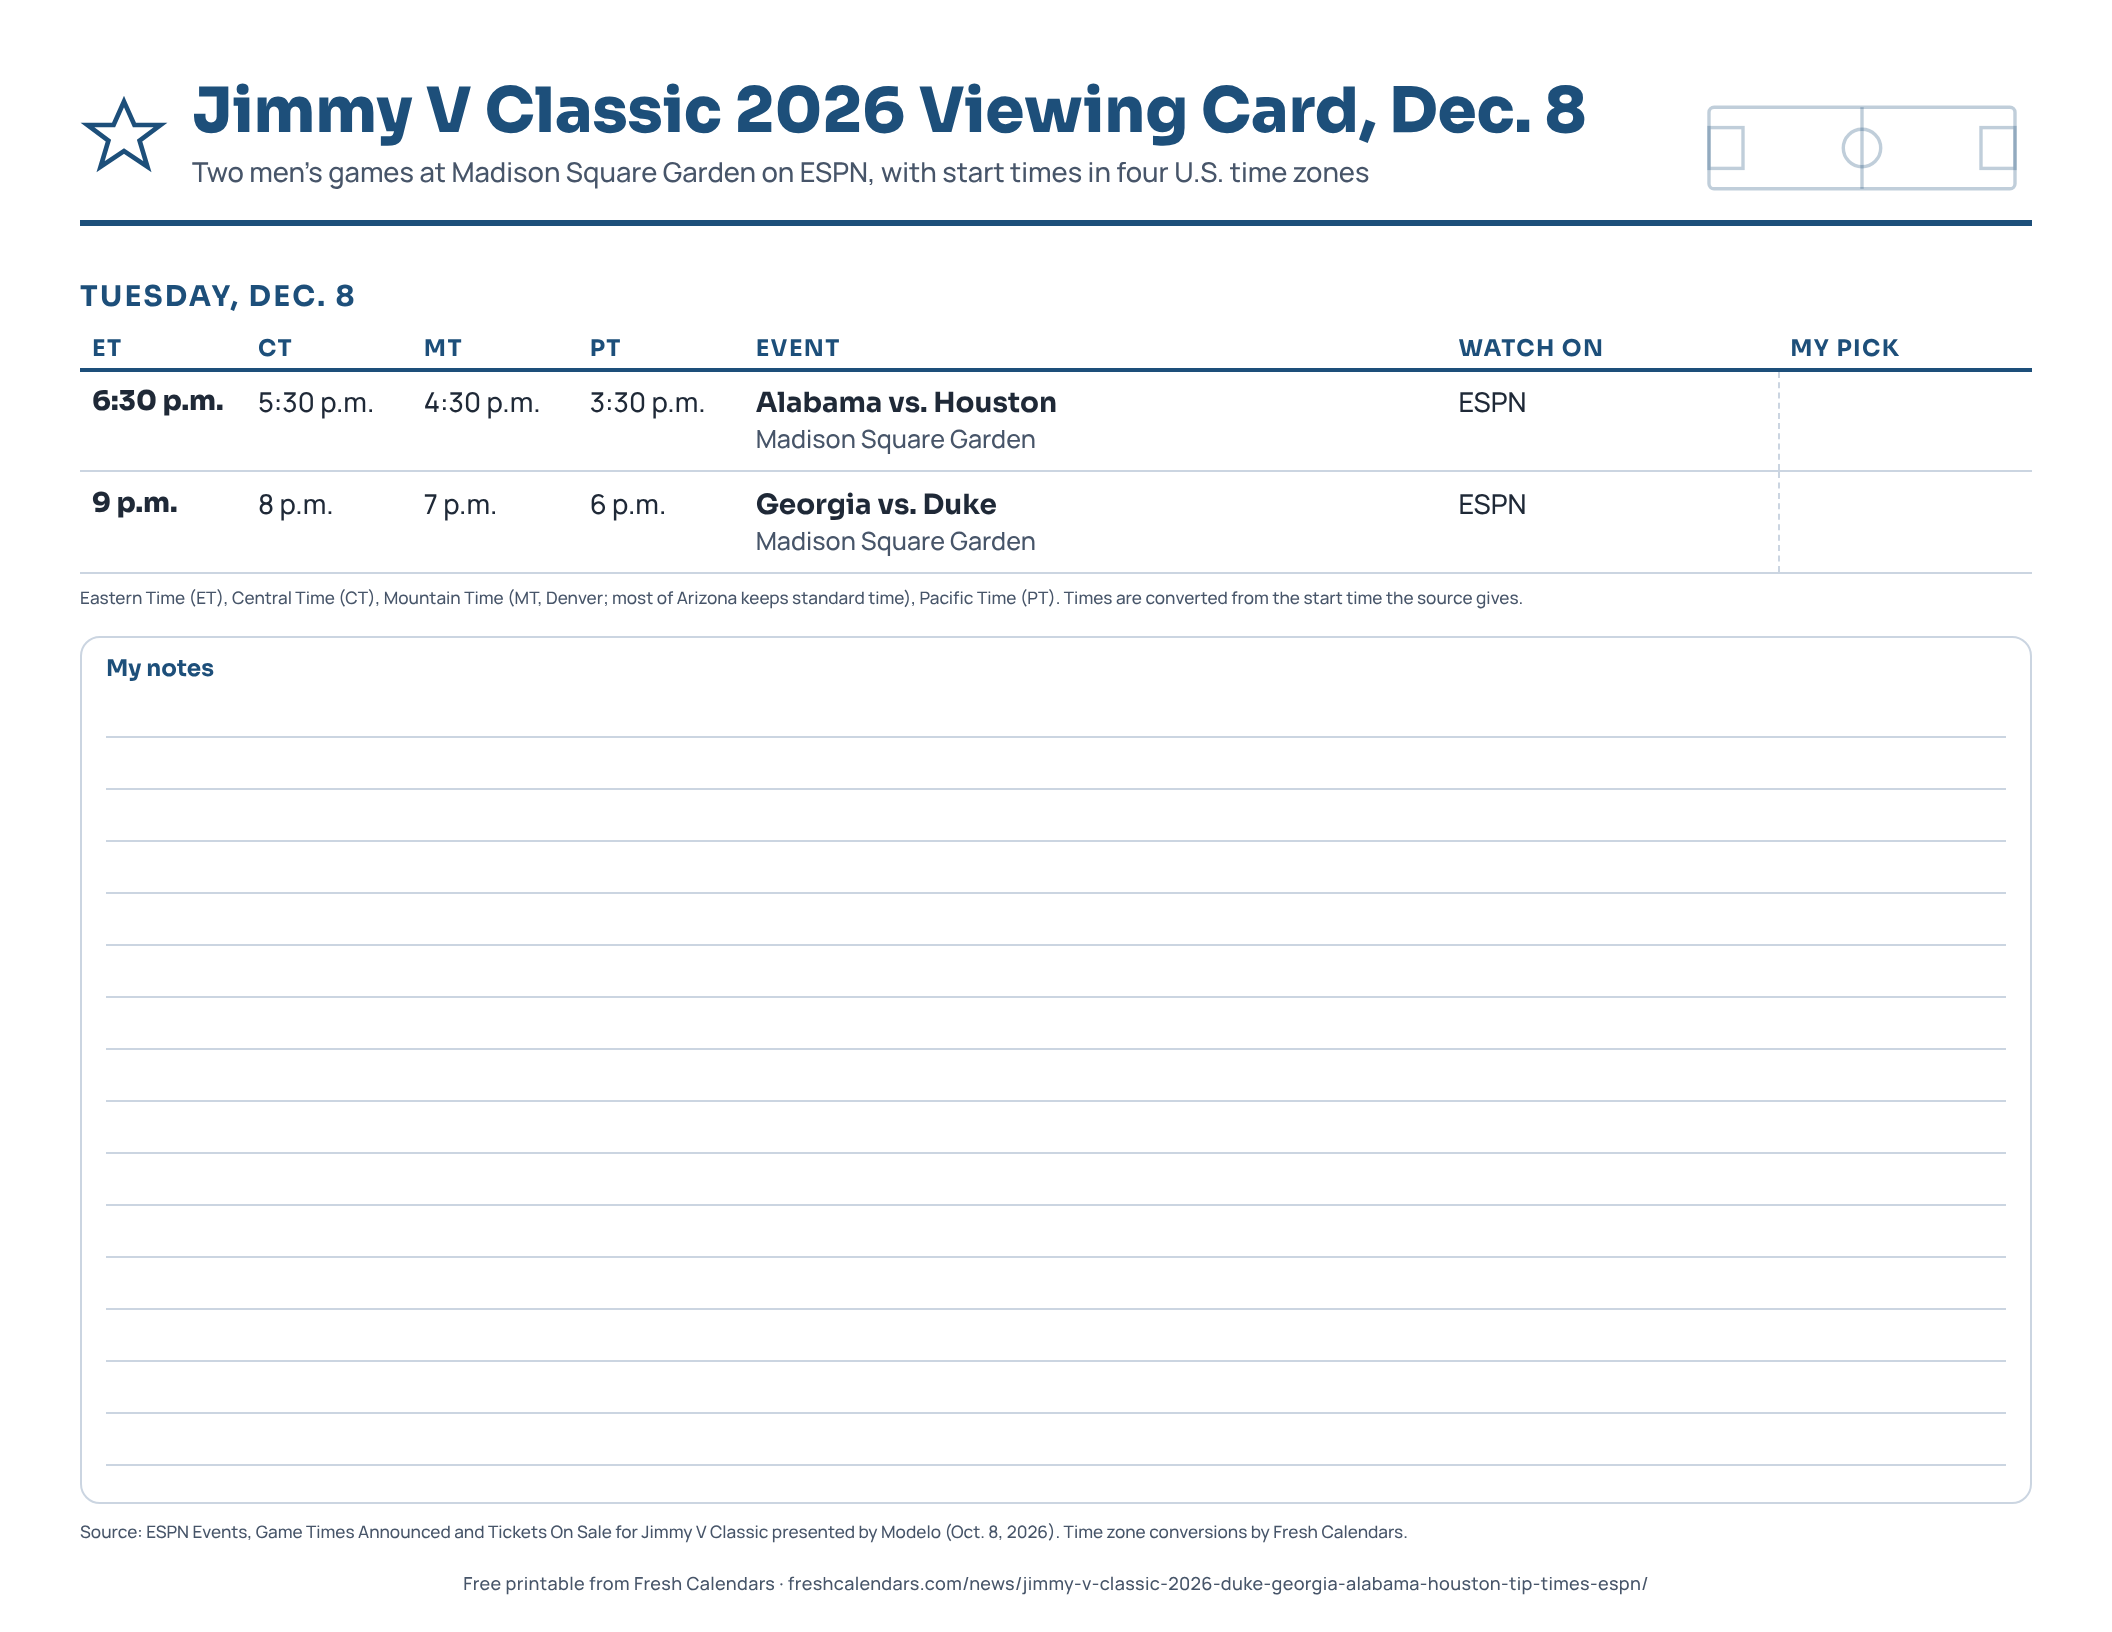 Jimmy V Classic 2026 Viewing Card, Dec. 8
Two men’s games at Madison Square Garden on ESPN, with start times in four U.S. time zones
TUESDAY, DEC. 8
ET CT MT PT EVENT WATCH ON MY PICK
6:30 p.m. 5:30 p.m. 4:30 p.m. 3:30 p.m. Alabama vs. Houston ESPN
Madison Square Garden
9 p.m. 8 p.m. 7 p.m. 6 p.m. Georgia vs. Duke ESPN
Madison Square Garden
Eastern Time (ET), Central Time (CT), Mountain Time (MT, Denver; most of Arizona keeps standard time), Pacific Time (PT). Times are converted from the start time the source gives.
My notes
Source: ESPN Events, Game Times Announced and Tickets On Sale for Jimmy V Classic presented by Modelo (Oct. 8, 2026). Time zone conversions by Fresh Calendars.
Free printable from Fresh Calendars · freshcalendars.com/news/jimmy-v-classic-2026-duke-georgia-alabama-houston-tip-times-espn/